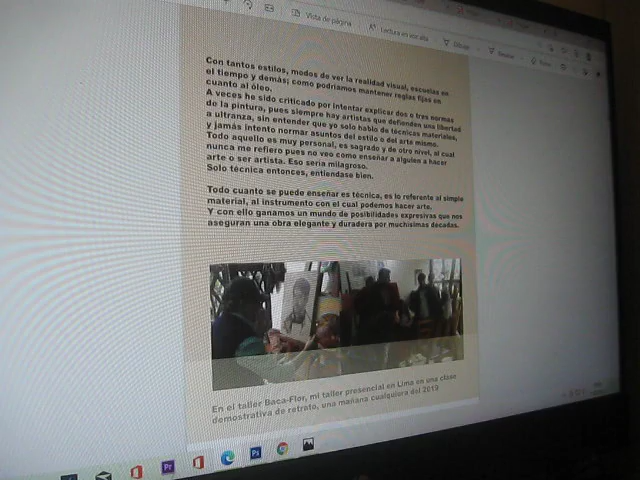 Vista de página
Lectura en voz alta
Dibujar
Con tantos estilos, modos de ver la realidad visual, escuelas en
el tiempo y demás; como podríamos mantener reglas fijas en
cuanto al óleo.
A veces he sido criticado por intentar explicar dos o tres normas
de la pintura, pues siempre hay artistas que defienden una libertad
a ultranza, sin entender que yo solo hablo de técnicas materiales,
y jamás intento normar asuntos del estilo o del arte mismo.
Todo aquello es muy personal, es sagrado y de otro nivel, al cual
nunca me refiero pues no veo como enseñar a alguien a hacer
arte o ser artista. Eso sería milagroso.
Solo técnica entonces, entiendase bien.
Todo cuanto se puede enseñar es técnica, es lo referente al simple
material, al instrumento con el cual podemos hacer arte.
Y con ello ganamos un mundo de posibilidades expresivas que nos
aseguran una obra elegante y duradera por muchísimas decadas.
En el taller Baca-Flor, mi taller presencial en Lima en una clase
demostrativa de retrato, una mañana cualquiera del 2019
Pr
Ps